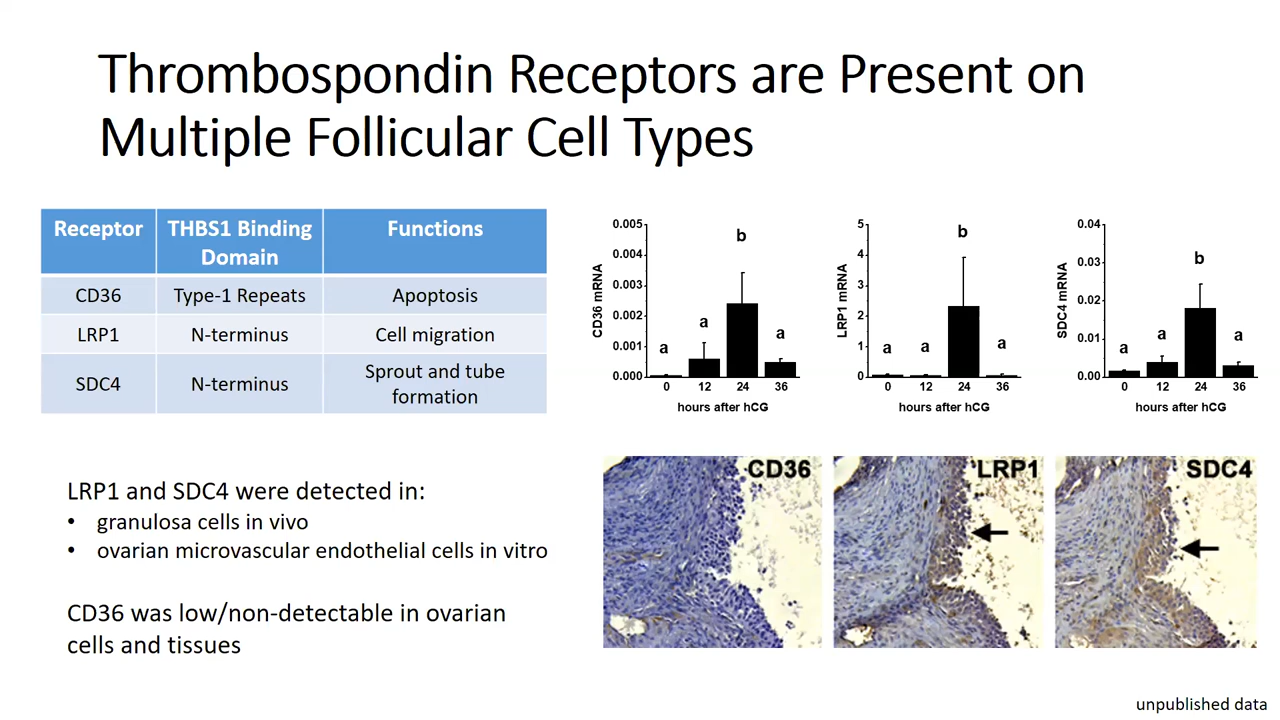 Thrombospondin Receptors are Present on
Multiple Follicular Cell Types
Receptor THBS1 Binding Domain Functions
CD36 Type-1 Repeats Apoptosis
LRP1 N-terminus Cell migration
SDC4 N-terminus Sprout and tube formation
LRP1 and SDC4 were detected in:
• granulosa cells in vivo
• ovarian microvascular endothelial cells in vitro
CD36 was low/non-detectable in ovarian
cells and tissues
CD36 mRNA
0.005
0.004
0.003
0.002
0.001
0.000
a a b a
0 12 24 36
hours after hCG
LRP1 mRNA
5
4
3
2
1
0
a a b a
0 12 24 36
hours after hCG
SDC4 mRNA
0.04
0.03
0.02
0.01
0.00
a a b a
0 12 24 36
hours after hCG
CD36
LRP1
SDC4
unpublished data